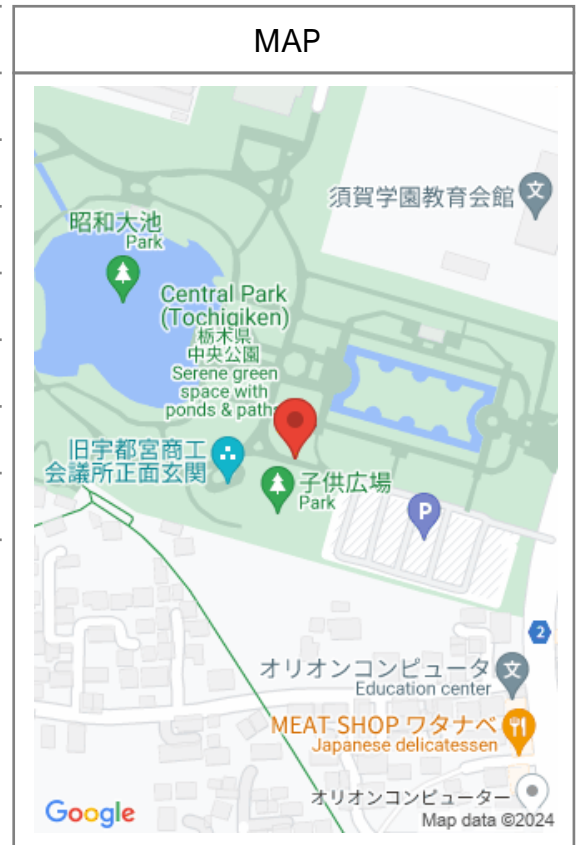 MAP
須賀学園教育会館
文
昭和大池
Park
Central Park
(Tochigiken)
栃木県
中央公園
Serene green
space with
ponds & paths
旧宇都宮商工
会議所正面玄関
子供広場
Park
P
2
オリオンコンピュータ
文
Education center
MEAT SHOP ワタナベ
Japanese delicatessen
オリオンコンピューター
Google
Map data ©2024